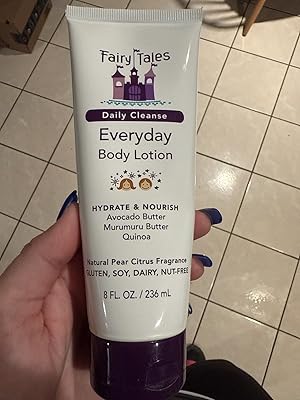 Fairy Tales
Daily Cleanse
Everyday
Body Lotion
HYDRATE & NOURISH
Avocado Butter
Murumuru Butter
Quinoa
Natural Pear Citrus Fragrance
GLUTEN, SOY, DAIRY, NUT-FREE
8 FL. OZ. / 236 mL